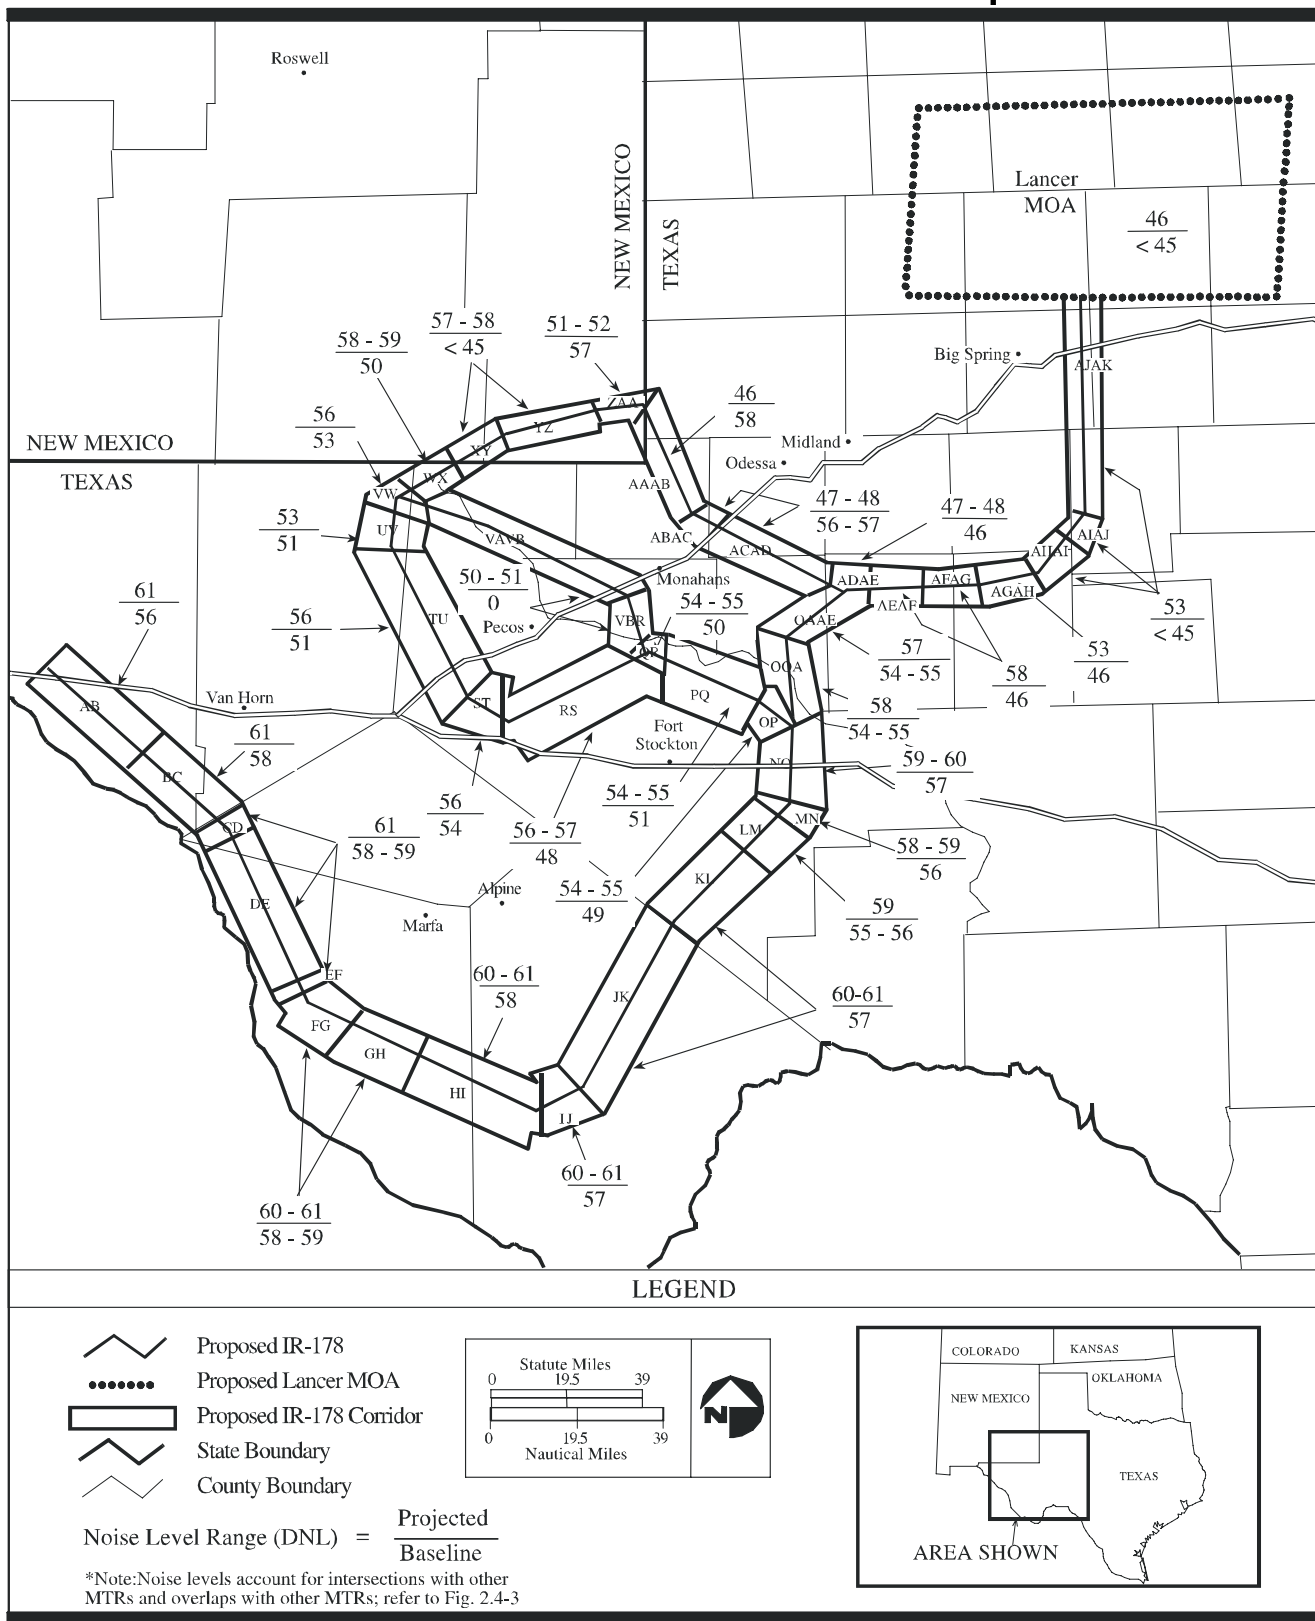 Roswell
NEW MEXICO
TEXAS
Lancer
MOA
46
< 45
57 - 58
< 45
51 - 52
57
58 - 59
50
Big Spring
AJAK
46
58
ZAA
YZ
XY
56
53
NEW MEXICO
TEXAS
Midland
Odessa
WX
VW
AAAB
47 - 48
56 - 57
47 - 48
46
53
51
UV
VAVB
ABAC
ACAD
AIAJ
AHAI
Monahans
ADAE
AFAG
AGAH
AEAF
50 - 51
0
54 - 55
50
61
56
56
51
TU
Pecos
VBR
QR
OAAE
53
< 45
57
54 - 55
53
46
58
46
OOA
PQ
Van Horn
AB
ST
RS
OP
58
54 - 55
Fort
Stockton
61
58
BC
NO
59 - 60
57
56
54
54 - 55
51
CD
61
58 - 59
56 - 57
48
LM
MN
58 - 59
56
KL
Alpine
54 - 55
49
DE
Marfa
59
55 - 56
EF
60 - 61
58
JK
60-61
57
FG
GH
HI
IJ
60 - 61
57
60 - 61
58 - 59
LEGEND
Proposed IR-178
Proposed Lancer MOA
Proposed IR-178 Corridor
State Boundary
County Boundary
Noise Level Range (DNL) = Projected
Baseline
*Note:Noise levels account for intersections with other
MTRs and overlaps with other MTRs; refer to Fig. 2.4-3
Statute Miles
0 19.5 39
0 19.5 39
Nautical Miles
N
COLORADO
KANSAS
OKLAHOMA
NEW MEXICO
TEXAS
AREA SHOWN